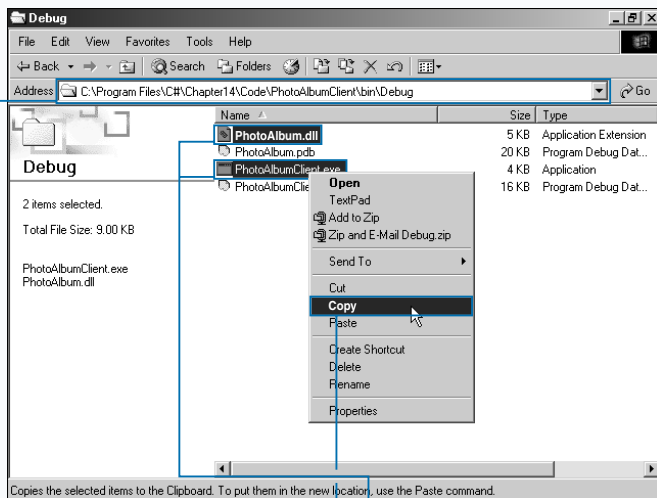 Debug
File Edit View Favorites Tools Help
Back Search Folders
Address C:\Program Files\C#\Chapter14\Code\PhotoAlbumClient\bin\Debug Go
Name Size Type
PhotoAlbum.dll 5 KB Application Extension
PhotoAlbum.pdb 20 KB Program Debug Dat...
PhotoAlbumClient.exe 4 KB Application
PhotoAlbumClie 16 KB Program Debug Dat...
Debug
2 items selected.
Total File Size: 9.00 KB
PhotoAlbumClient.exe
PhotoAlbum.dll
Open
TextPad
Add to Zip
Zip and E-Mail Debug.zip
Send To
Cut
Copy
Paste
Create Shortcut
Delete
Rename
Properties
Copies the selected items to the Clipboard. To put them in the new location, use the Paste command.